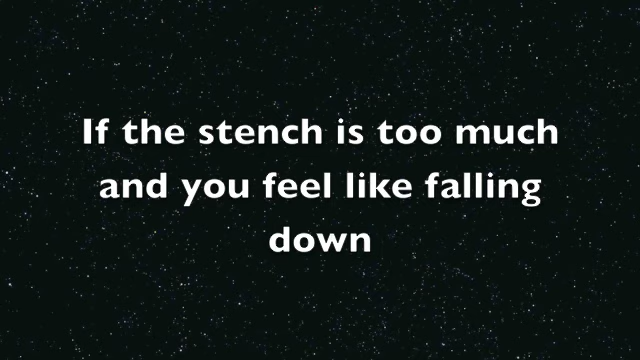 If the stench is too much
and you feel like falling
down